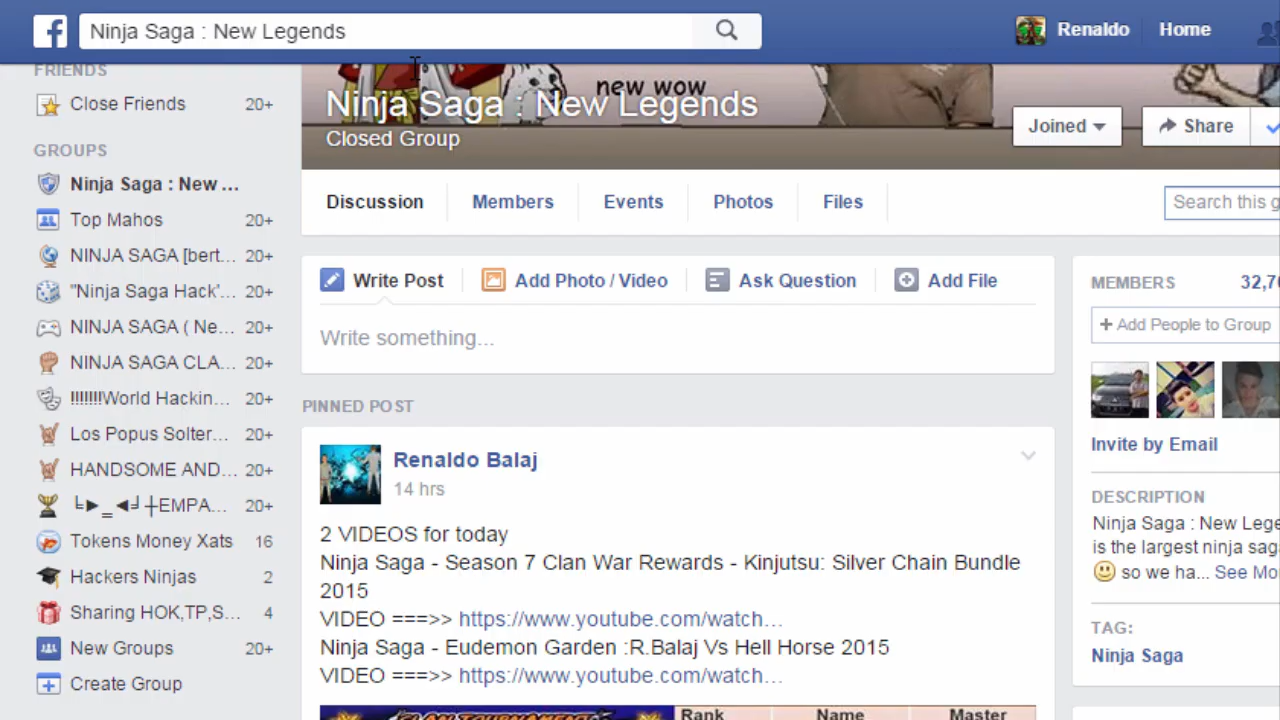 Ninja Saga : New Legends
Renaldo
Home
FRIENDS
Close Friends 20+
GROUPS
Ninja Saga : New ...
Top Mahos 20+
NINJA SAGA [bert... 20+
"Ninja Saga Hack'... 20+
NINJA SAGA ( Ne... 20+
NINJA SAGA CLA... 20+
!!!!!!!World Hackin... 20+
Los Popus Solter... 20+
HANDSOME AND... 20+
╘►_◄╛┼EMPA... 20+
Tokens Money Xats 16
Hackers Ninjas 2
Sharing HOK,TP,S... 4
New Groups 20+
Create Group
new wow
Ninja Saga : New Legends
Closed Group
Joined
Share
Discussion
Members
Events
Photos
Files
Search this g
Write Post
Add Photo / Video
Ask Question
Add File
Write something...
PINNED POST
Renaldo Balaj
14 hrs
2 VIDEOS for today
Ninja Saga - Season 7 Clan War Rewards - Kinjutsu: Silver Chain Bundle
2015
VIDEO ===>> https://www.youtube.com/watch...
Ninja Saga - Eudemon Garden :R.Balaj Vs Hell Horse 2015
VIDEO ===>> https://www.youtube.com/watch...
Rank Name Master
MEMBERS 32,7
+ Add People to Group
Invite by Email
DESCRIPTION
Ninja Saga : New Lege
is the largest ninja sag
so we ha... See Mo
TAG:
Ninja Saga